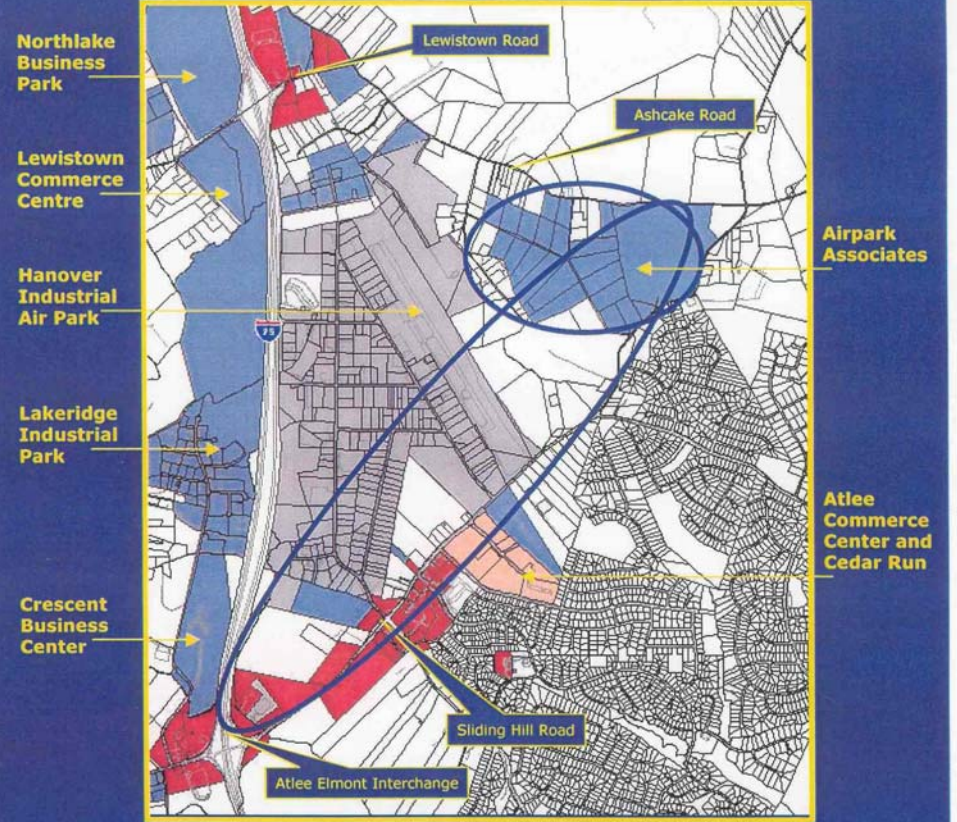 Northlake
Business
Park
Lewistown
Commerce
Centre
Hanover
Industrial
Air Park
Lakeridge
Industrial
Park
Crescent
Business
Center
Lewistown Road
Ashcake Road
75
Airpark
Associates
Atlee
Commerce
Center and
Cedar Run
Sliding Hill Road
Atlee Elmont Interchange